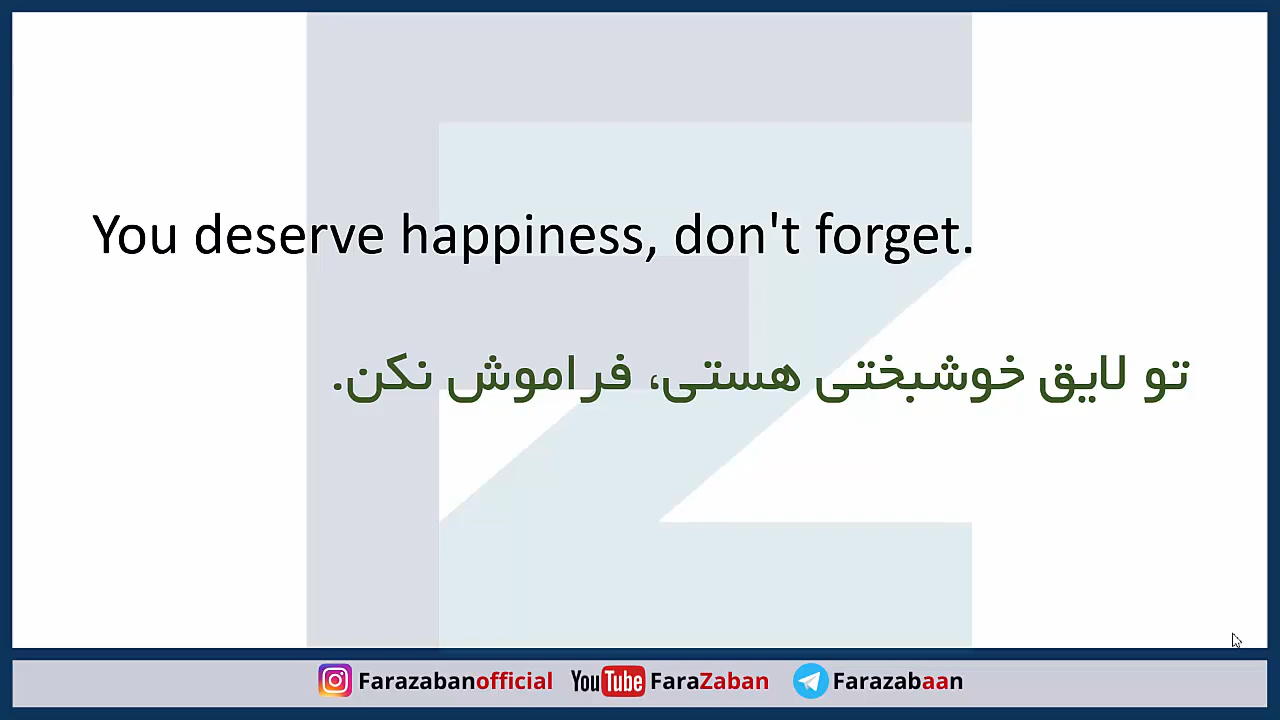 You deserve happiness, don't forget.
تو لایق خوشبختی هستی، فراموش نکن.
Farazabanofficial YouTube FaraZaban Farazabaan